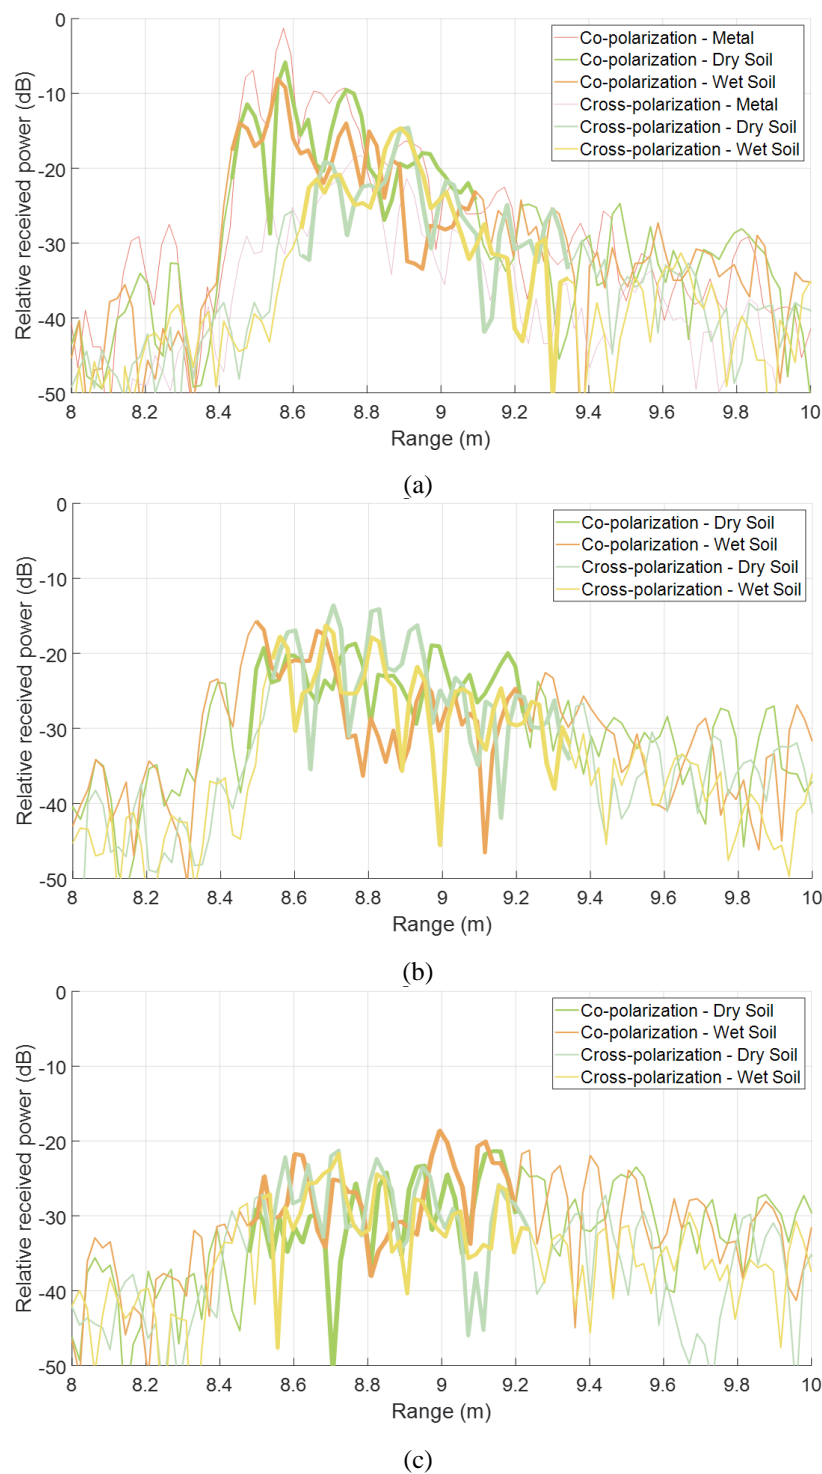 0
-10
-20
-30
-40
-50
Relative received power (dB)
Co-polarization - Metal
Co-polarization - Dry Soil
Co-polarization - Wet Soil
Cross-polarization - Metal
Cross-polarization - Dry Soil
Cross-polarization - Wet Soil
8 8.2 8.4 8.6 8.8 9 9.2 9.4 9.6 9.8 10
Range (m)
(a)
0
-10
-20
-30
-40
-50
Relative received power (dB)
Co-polarization - Dry Soil
Co-polarization - Wet Soil
Cross-polarization - Dry Soil
Cross-polarization - Wet Soil
8 8.2 8.4 8.6 8.8 9 9.2 9.4 9.6 9.8 10
Range (m)
(b)
0
-10
-20
-30
-40
-50
Relative received power (dB)
Co-polarization - Dry Soil
Co-polarization - Wet Soil
Cross-polarization - Dry Soil
Cross-polarization - Wet Soil
8 8.2 8.4 8.6 8.8 9 9.2 9.4 9.6 9.8 10
Range (m)
(c)